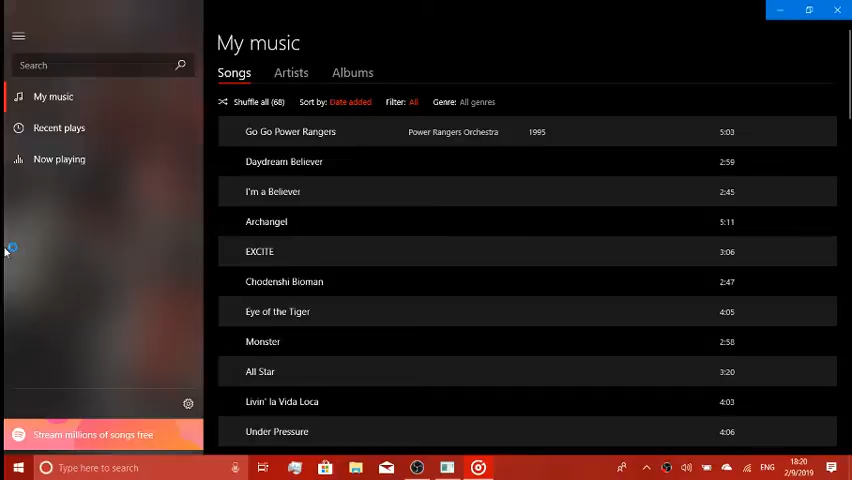 My music
Search
Songs Artists Albums
My music
Shuffle all (68) Sort by: Date added Filter: All Genre: All genres
Recent plays
Go Go Power Rangers Power Rangers Orchestra 1995 5:03
Now playing
Daydream Believer 2:59
I'm a Believer 2:45
Archangel 5:11
EXCITE 3:06
Chodenshi Bioman 2:47
Eye of the Tiger 4:05
Monster 2:58
All Star 3:20
Livin' la Vida Loca 4:03
Under Pressure 4:06
Stream millions of songs free
Type here to search
ENG
18:20
2/9/2019